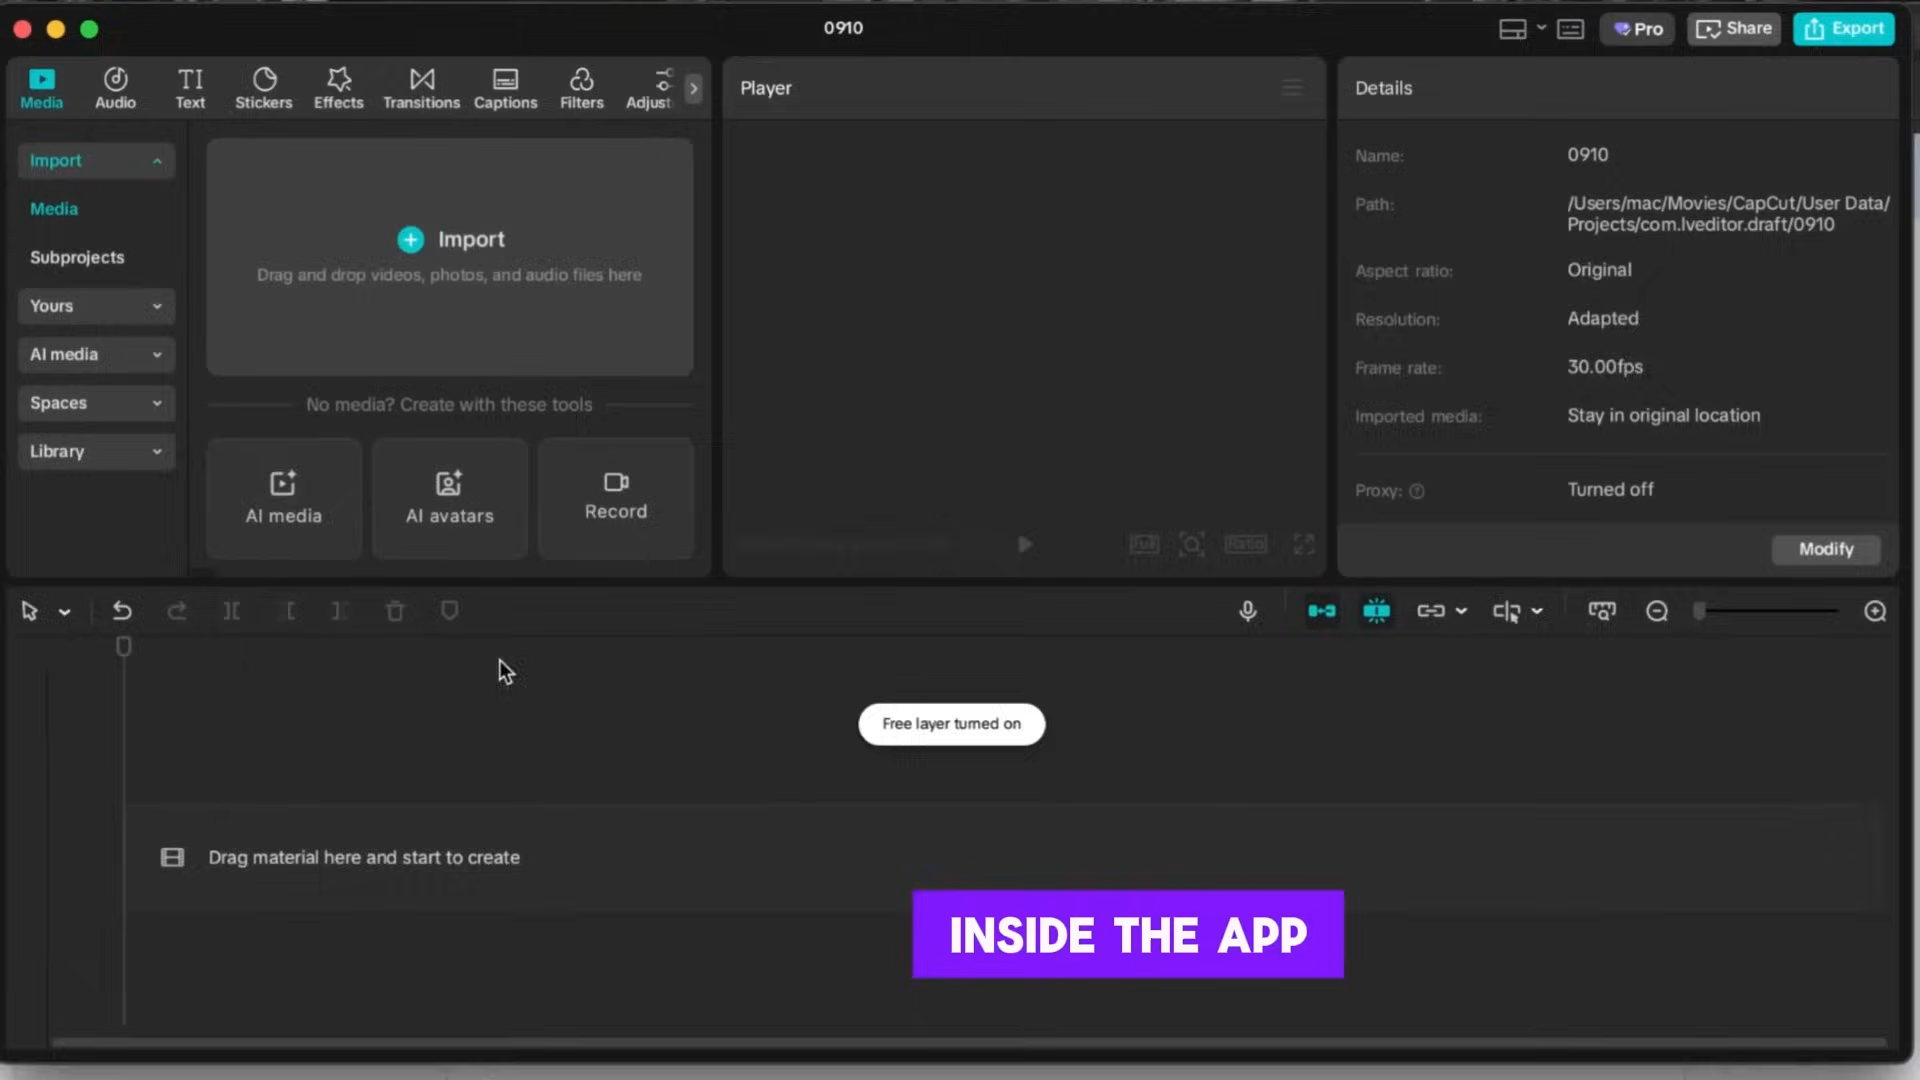 0910
Pro
Share
Export
Media
Audio
TI
Text
Stickers
Effects
Transitions
Captions
Filters
Adjust
Player
Details
Import
Media
Subprojects
Yours
AI media
Spaces
Library
Import
Drag and drop videos, photos, and audio files here
No media? Create with these tools
AI media
AI avatars
Record
Full
Ratio
Name:
0910
Path:
/Users/mac/Movies/CapCut/User Data/
Projects/com.lveditor.draft/0910
Aspect ratio:
Original
Resolution:
Adapted
Frame rate:
30.00fps
Imported media:
Stay in original location
Proxy:
Turned off
Modify
Free layer turned on
Drag material here and start to create
INSIDE THE APP